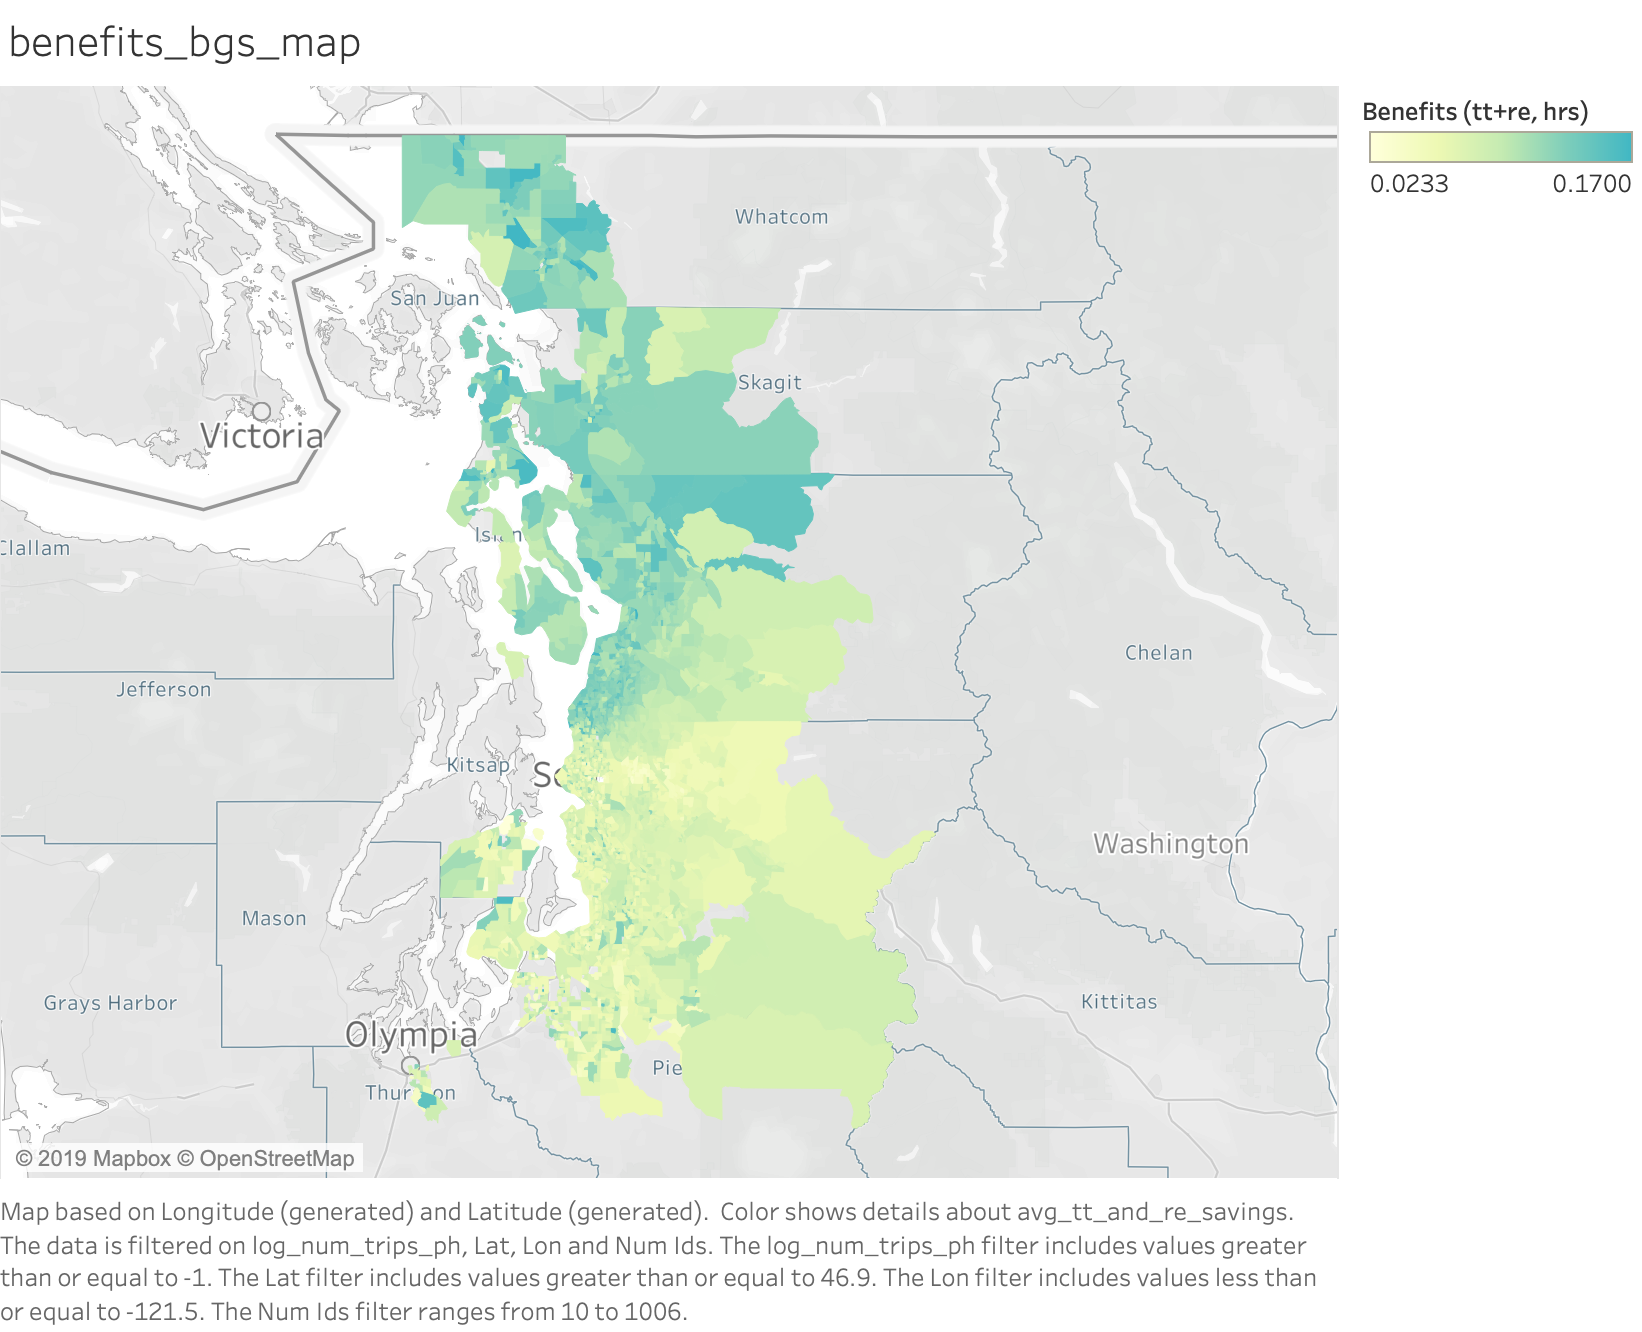 benefits_bgs_map
Benefits (tt+re, hrs)
0.0233 0.1700
Whatcom
San Juan
Skagit
Victoria
Clallam
Chelan
Jefferson
Kitsap
Washington
Mason
Grays Harbor
Kittitas
Olympia
© 2019 Mapbox © OpenStreetMap
Map based on Longitude (generated) and Latitude (generated).  Color shows details about avg_tt_and_re_savings.
The data is filtered on log_num_trips_ph, Lat, Lon and Num Ids. The log_num_trips_ph filter includes values greater
than or equal to -1. The Lat filter includes values greater than or equal to 46.9. The Lon filter includes values less than
or equal to -121.5. The Num Ids filter ranges from 10 to 1006.